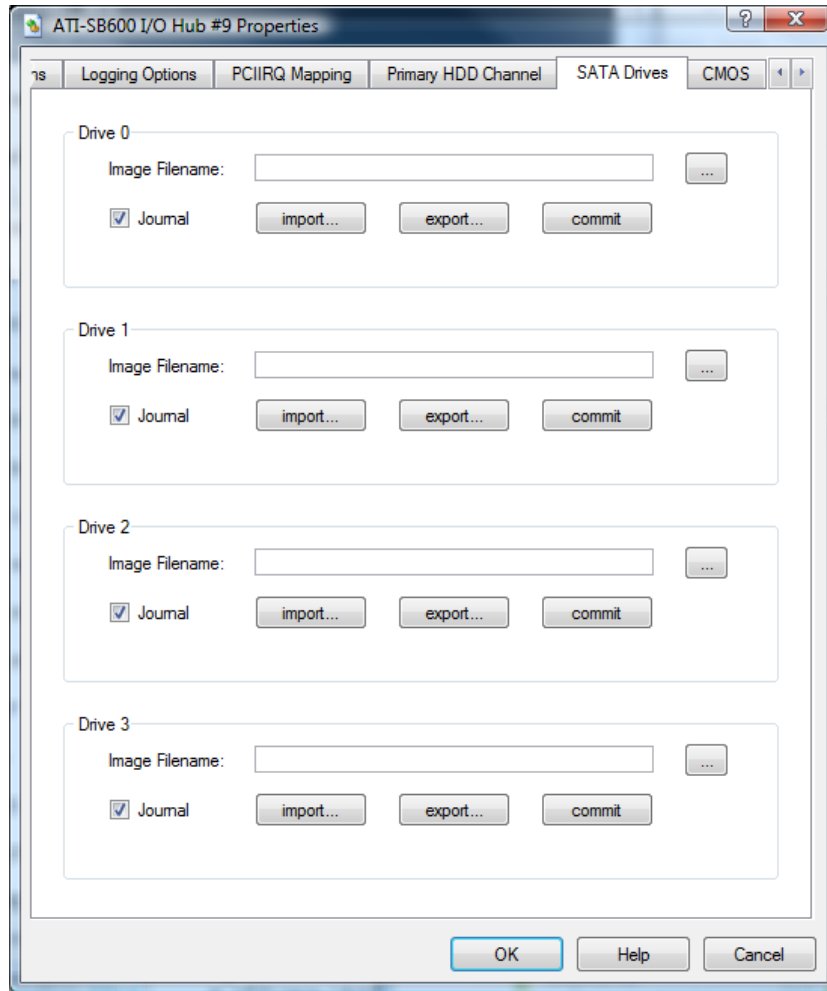 ATI-SB600 I/O Hub #9 Properties
ns Logging Options PCIIRQ Mapping Primary HDD Channel SATA Drives CMOS
Drive 0
Image Filename: ...
Journal import... export... commit
Drive 1
Image Filename: ...
Journal import... export... commit
Drive 2
Image Filename: ...
Journal import... export... commit
Drive 3
Image Filename: ...
Journal import... export... commit
OK Help Cancel